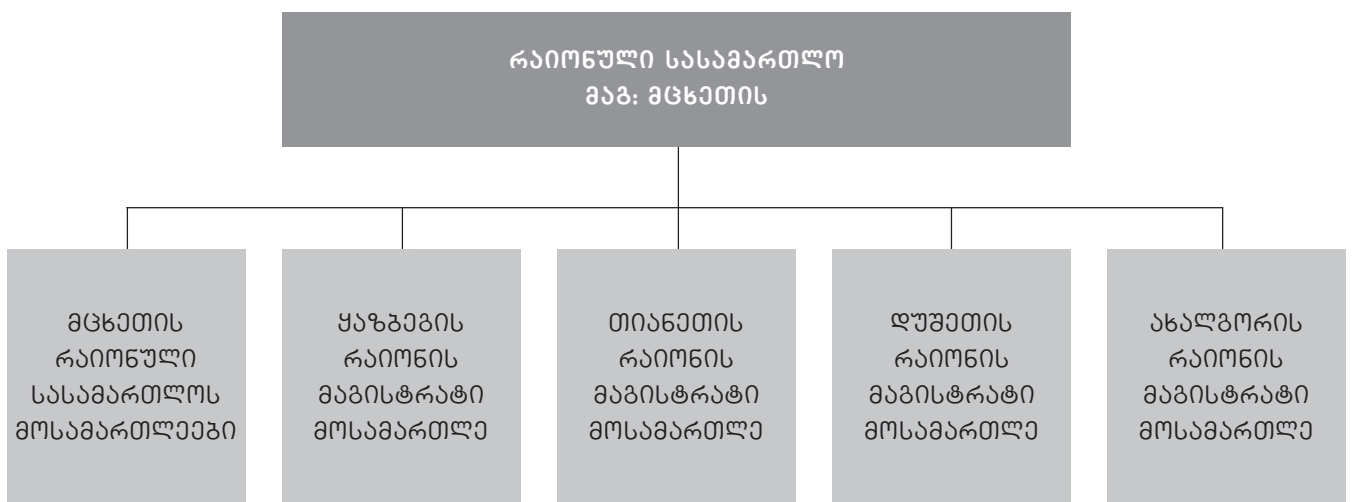 რაიონული სასამართლო
მაგ: მცხეთის
მცხეთის
რაიონული
სასამართლოს
მოსამართლეები
ყაზბეგის
რაიონის
მაგისტრატი
მოსამართლე
თიანეთის
რაიონის
მაგისტრატი
მოსამართლე
დუშეთის
რაიონის
მაგისტრატი
მოსამართლე
ახალგორის
რაიონის
მაგისტრატი
მოსამართლე